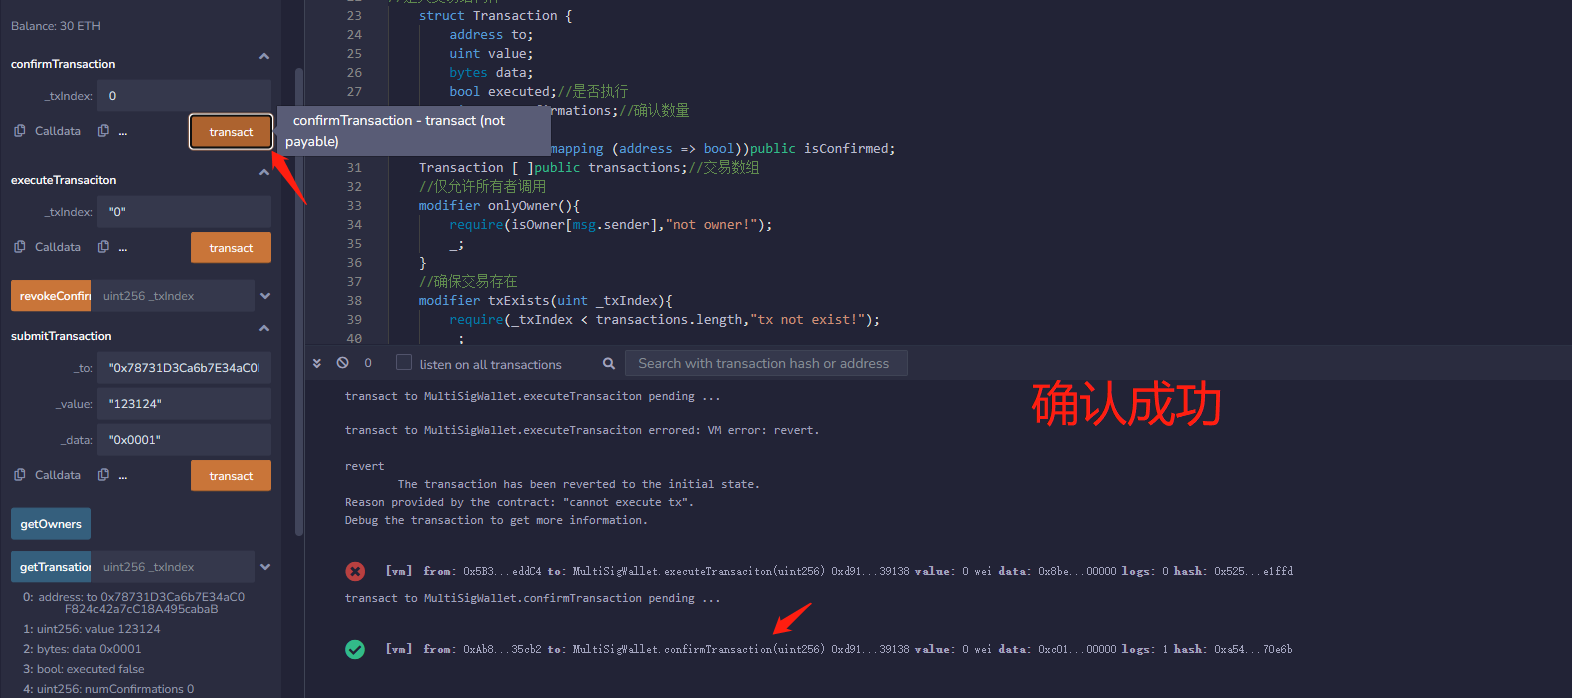 Balance: 30 ETH
confirmTransaction
_txIndex: 0
Calldata ... transact
executeTransaciton
_txIndex: "0"
Calldata ... transact
revokeConfirm uint256 _txIndex
submitTransaction
_to: "0x78731D3Ca6b7E34aC0
_value: "123124"
_data: "0x0001"
Calldata ... transact
getOwners
getTransation uint256 _txIndex
0: address: to 0x78731D3Ca6b7E34aC0
F824c42a7cC18A495cabaB
1: uint256: value 123124
2: bytes: data 0x0001
3: bool: executed false
4: uint256: numConfirmations 0
confirmTransaction - transact (not
payable)
23 struct Transaction {
24 address to;
25 uint value;
26 bytes data;
27 bool executed;//是否执行
irmations;//确认数量
mapping (address => bool))public isConfirmed;
31 Transaction [ ]public transactions;//交易数组
32 //仅允许所有者调用
33 modifier onlyOwner(){
34 require(isOwner[msg.sender],"not owner!");
35 _;
36 }
37 //确保交易存在
38 modifier txExists(uint _txIndex){
39 require(_txIndex < transactions.length,"tx not exist!");
40 ;
0 listen on all transactions Search with transaction hash or address
确认成功
transact to MultiSigWallet.executeTransaciton pending ...
transact to MultiSigWallet.executeTransaciton errored: VM error: revert.
revert
The transaction has been reverted to the initial state.
Reason provided by the contract: "cannot execute tx".
Debug the transaction to get more information.
[vm] from: 0x5B3...eddC4 to: MultiSigWallet.executeTransaciton(uint256) 0xd91...39138 value: 0 wei data: 0x8be...00000 logs: 0 hash: 0x525...e1ffd
transact to MultiSigWallet.confirmTransaction pending ...
[vm] from: 0xAb8...35cb2 to: MultiSigWallet.confirmTransaction(uint256) 0xd91...39138 value: 0 wei data: 0xc01...00000 logs: 1 hash: 0xa54...70e6b